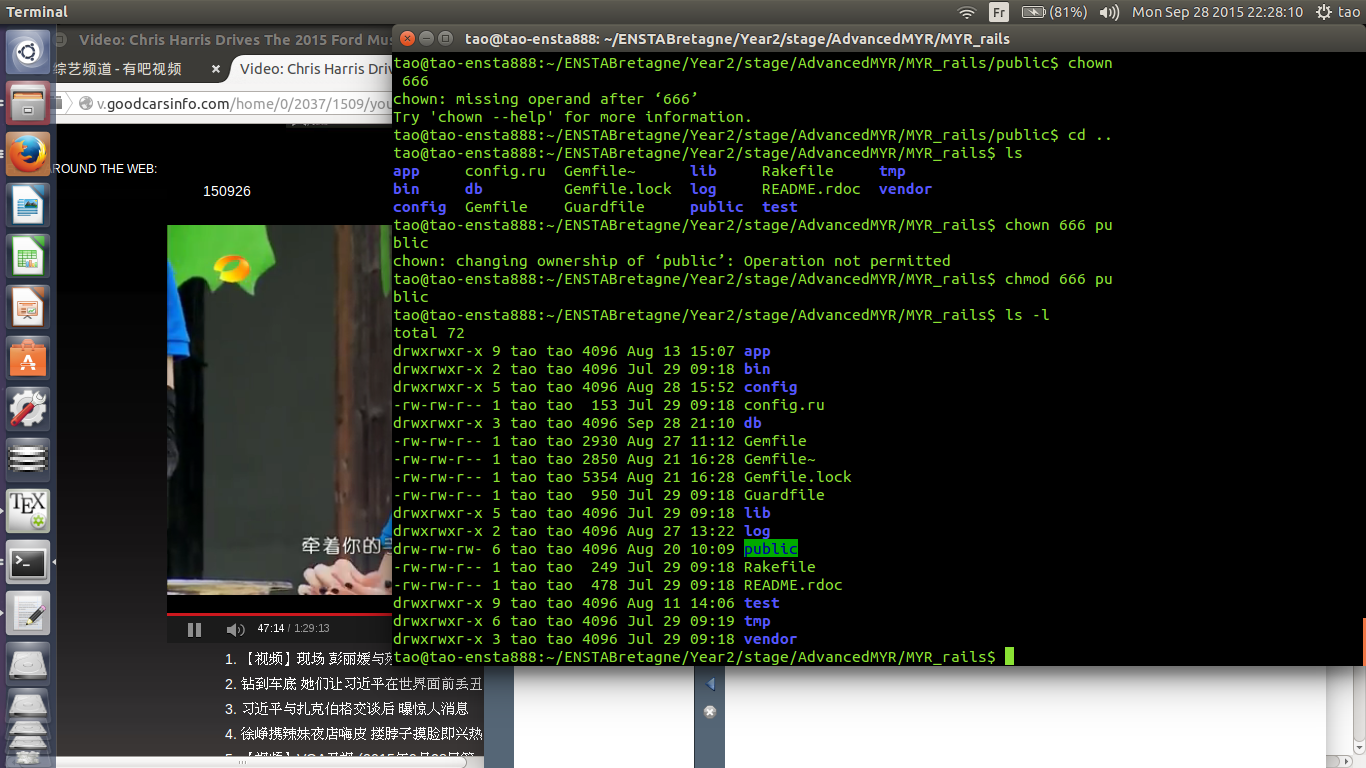 Terminal
Fr
(81%)
Mon Sep 28 2015 22:28:10
tao
Video: Chris Harris Drives The 2015 Ford Mus
综艺频道 - 有吧视频
Video: Chris Harris Driv
v.goodcarsinfo.com/home/0/2037/1509/you
AROUND THE WEB:
150926
牵着你的手
47:14 / 1:29:13
1. 【视频】现场 彭丽媛与
2. 钻到车底 她们让习近平在世界面前丢丑
3. 习近平与扎克伯格交谈后 曝惊人消息
4. 徐峥携辣妹夜店嗨皮 搂脖子摸脸即兴热
TEX
tao@tao-ensta888: ~/ENSTABretagne/Year2/stage/AdvancedMYR/MYR_rails
tao@tao-ensta888:~/ENSTABretagne/Year2/stage/AdvancedMYR/MYR_rails/public$ chown
 666
chown: missing operand after ‘666’
Try 'chown --help' for more information.
tao@tao-ensta888:~/ENSTABretagne/Year2/stage/AdvancedMYR/MYR_rails/public$ cd ..
tao@tao-ensta888:~/ENSTABretagne/Year2/stage/AdvancedMYR/MYR_rails$ ls
app     config.ru  Gemfile~      lib     Rakefile     tmp
bin     db         Gemfile.lock  log     README.rdoc  vendor
config  Gemfile    Guardfile     public  test
tao@tao-ensta888:~/ENSTABretagne/Year2/stage/AdvancedMYR/MYR_rails$ chown 666 pu
blic
chown: changing ownership of ‘public’: Operation not permitted
tao@tao-ensta888:~/ENSTABretagne/Year2/stage/AdvancedMYR/MYR_rails$ chmod 666 pu
blic
tao@tao-ensta888:~/ENSTABretagne/Year2/stage/AdvancedMYR/MYR_rails$ ls -l
total 72
drwxrwxr-x 9 tao tao 4096 Aug 13 15:07 app
drwxrwxr-x 2 tao tao 4096 Jul 29 09:18 bin
drwxrwxr-x 5 tao tao 4096 Aug 28 15:52 config
-rw-rw-r-- 1 tao tao  153 Jul 29 09:18 config.ru
drwxrwxr-x 3 tao tao 4096 Sep 28 21:10 db
-rw-rw-r-- 1 tao tao 2930 Aug 27 11:12 Gemfile
-rw-rw-r-- 1 tao tao 2850 Aug 21 16:28 Gemfile~
-rw-rw-r-- 1 tao tao 5354 Aug 21 16:28 Gemfile.lock
-rw-rw-r-- 1 tao tao  950 Jul 29 09:18 Guardfile
drwxrwxr-x 5 tao tao 4096 Jul 29 09:18 lib
drwxrwxr-x 2 tao tao 4096 Aug 27 13:22 log
drw-rw-rw- 6 tao tao 4096 Aug 20 10:09 public
-rw-rw-r-- 1 tao tao  249 Jul 29 09:18 Rakefile
-rw-rw-r-- 1 tao tao  478 Jul 29 09:18 README.rdoc
drwxrwxr-x 9 tao tao 4096 Aug 11 14:06 test
drwxrwxr-x 6 tao tao 4096 Jul 29 09:19 tmp
drwxrwxr-x 3 tao tao 4096 Jul 29 09:18 vendor
tao@tao-ensta888:~/ENSTABretagne/Year2/stage/AdvancedMYR/MYR_rails$